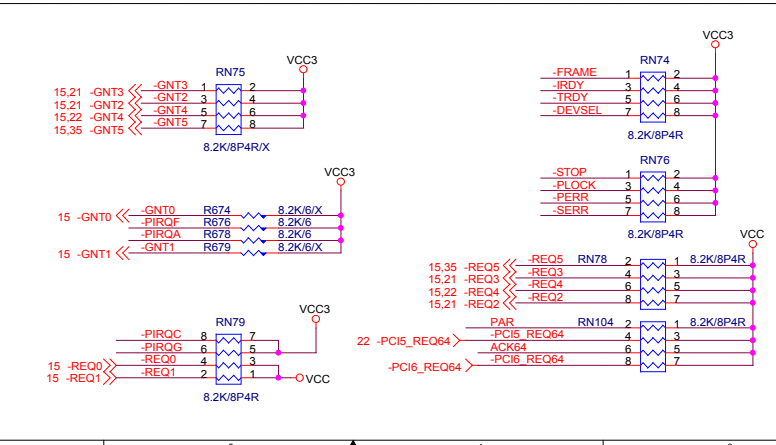 RN75
VCC3
15,21 -GNT3 -GNT3 1 2
15,21 -GNT2 -GNT2 3 4
15,22 -GNT4 -GNT4 5 6
15,35 -GNT5 -GNT5 7 8
8.2K/8P4R/X
VCC3
15 -GNT0 -GNT0 R674 8.2K/6/X
-PIRQF R676 8.2K/6
-PIRQA R678 8.2K/6
15 -GNT1 -GNT1 R679 8.2K/6/X
RN79
VCC3
-PIRQC 8 7
-PIRQG 6 5
15 -REQ0 -REQ0 4 3
15 -REQ1 -REQ1 2 1 VCC
8.2K/8P4R
VCC3
RN74
-FRAME 1 2
-IRDY 3 4
-TRDY 5 6
-DEVSEL 7 8
8.2K/8P4R
RN76
-STOP 1 2
-PLOCK 3 4
-PERR 5 6
-SERR 7 8
8.2K/8P4R
VCC
15,35 -REQ5 -REQ5 RN78 2 1 8.2K/8P4R
15,21 -REQ3 -REQ3 4 3
15,22 -REQ4 -REQ4 6 5
15,21 -REQ2 -REQ2 8 7
PAR RN104 2 1 8.2K/8P4R
22 -PCI5_REQ64 -PCI5_REQ64 4 3
ACK64 6 5
-PCI6_REQ64 -PCI6_REQ64 8 7